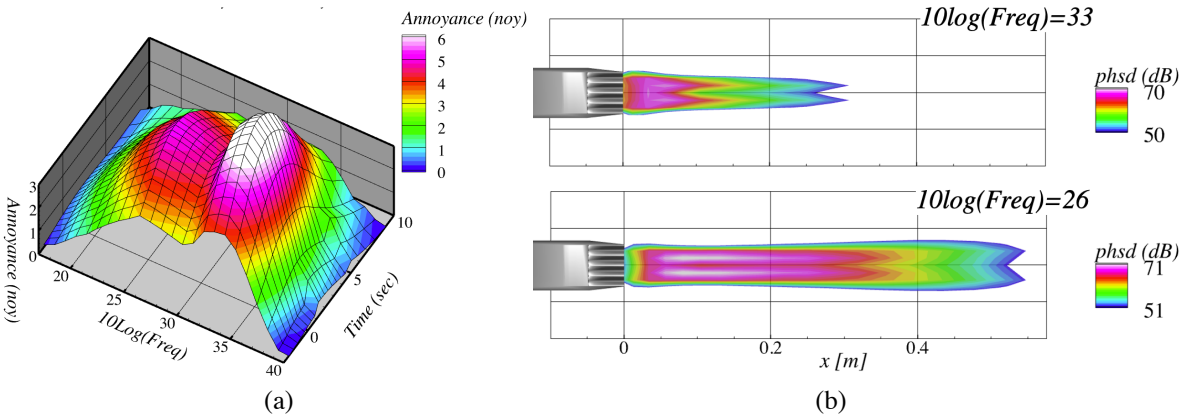 Annoyance (noy)
6
5
4
3
2
1
0
3
2
1
0
Annoyance (noy)
20
25
30
35
40
10Log(Freq)
0
5
10
Time (sec)
(a)
10log(Freq)=33
phsd (dB)
70
50
10log(Freq)=26
phsd (dB)
71
51
0
0.2
0.4
x [m]
(b)